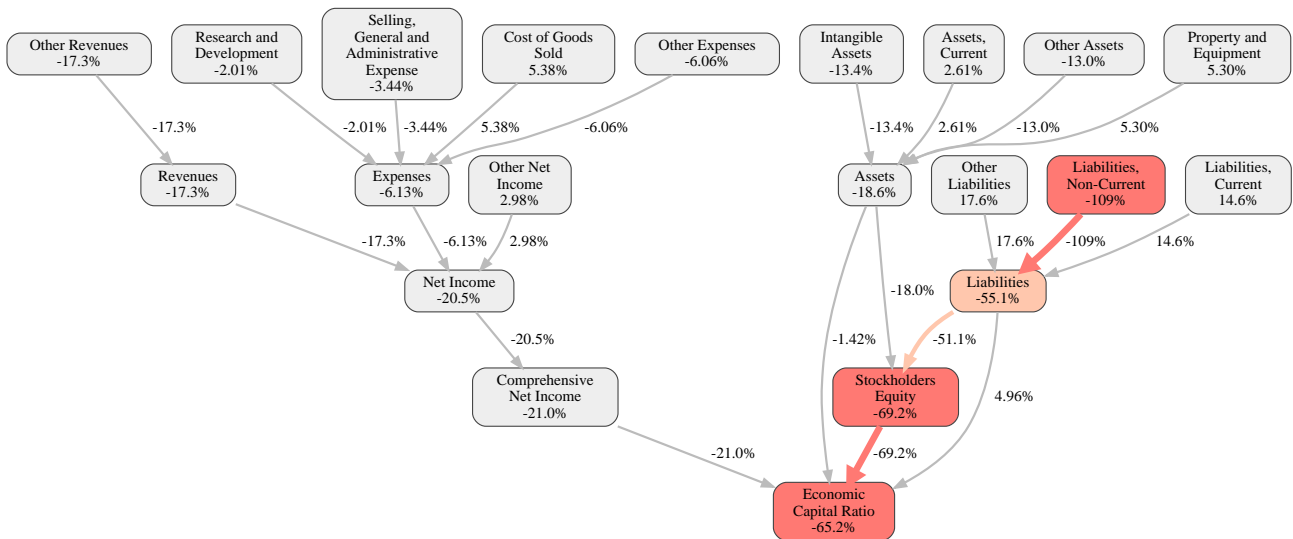 Other Revenues
-17.3%
Research and
Development
-2.01%
Selling,
General and
Administrative
Expense
-3.44%
Cost of Goods
Sold
5.38%
Other Expenses
-6.06%
Intangible
Assets
-13.4%
Assets,
Current
2.61%
Other Assets
-13.0%
Property and
Equipment
5.30%
-17.3%
-2.01%
-3.44%
5.38%
-6.06%
-13.4%
2.61%
-13.0%
5.30%
Revenues
-17.3%
Expenses
-6.13%
Other Net
Income
2.98%
Assets
-18.6%
Other
Liabilities
17.6%
Liabilities,
Non-Current
-109%
Liabilities,
Current
14.6%
-17.3%
-6.13%
2.98%
17.6%
-109%
14.6%
Net Income
-20.5%
-18.0%
Liabilities
-55.1%
-20.5%
-1.42%
-51.1%
Comprehensive
Net Income
-21.0%
Stockholders
Equity
-69.2%
4.96%
-21.0%
-69.2%
Economic
Capital Ratio
-65.2%